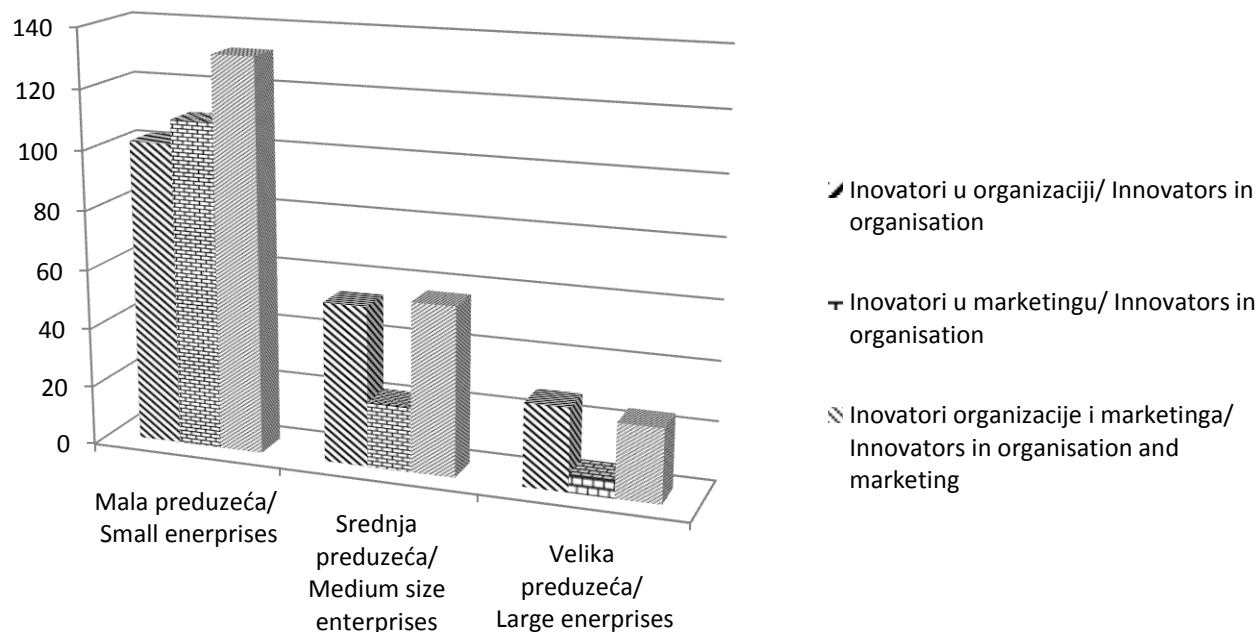 140
120
100
80
60
40
20
0
Mala preduzeća/
Small enerprises
Srednja
preduzeća/
Medium size
enterprises
Velika
preduzeća/
Large enerprises
Inovatori u organizaciji/ Innovators in
organisation
Inovatori u marketingu/ Innovators in
organisation
Inovatori organizacije i marketinga/
Innovators in organisation and
marketing